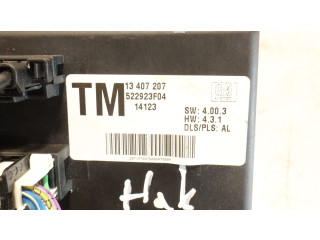 TM
13 407 207
522923F04
14123
SW: 4.00.3
HW: 4.3.1
DLS/PLS: AL
Hak